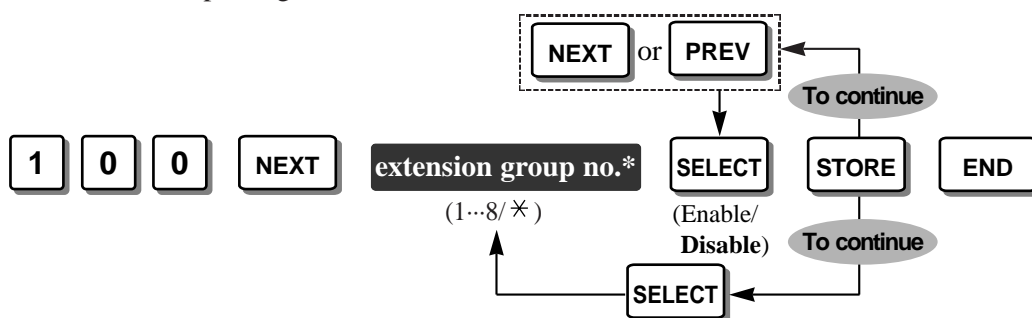 NEXT or PREV
To continue
1 0 0 NEXT extension group no.* SELECT STORE END
(1···8/✳)
(Enable/
Disable)
To continue
SELECT